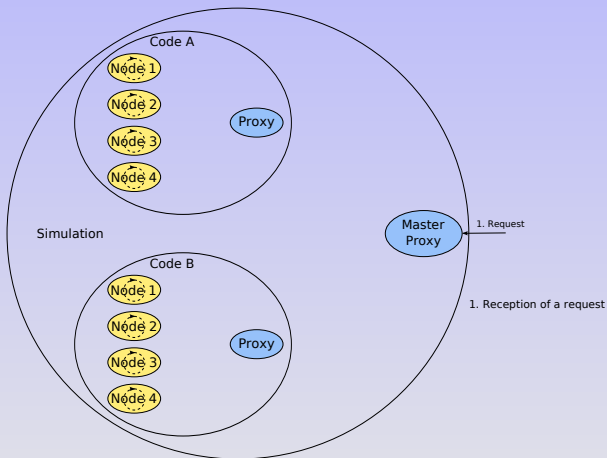 Code A
Node 1
Node 2
Node 3
Node 4
Proxy
Simulation
Master
Proxy
1. Request
1. Reception of a request
Code B
Node 1
Node 2
Node 3
Node 4
Proxy